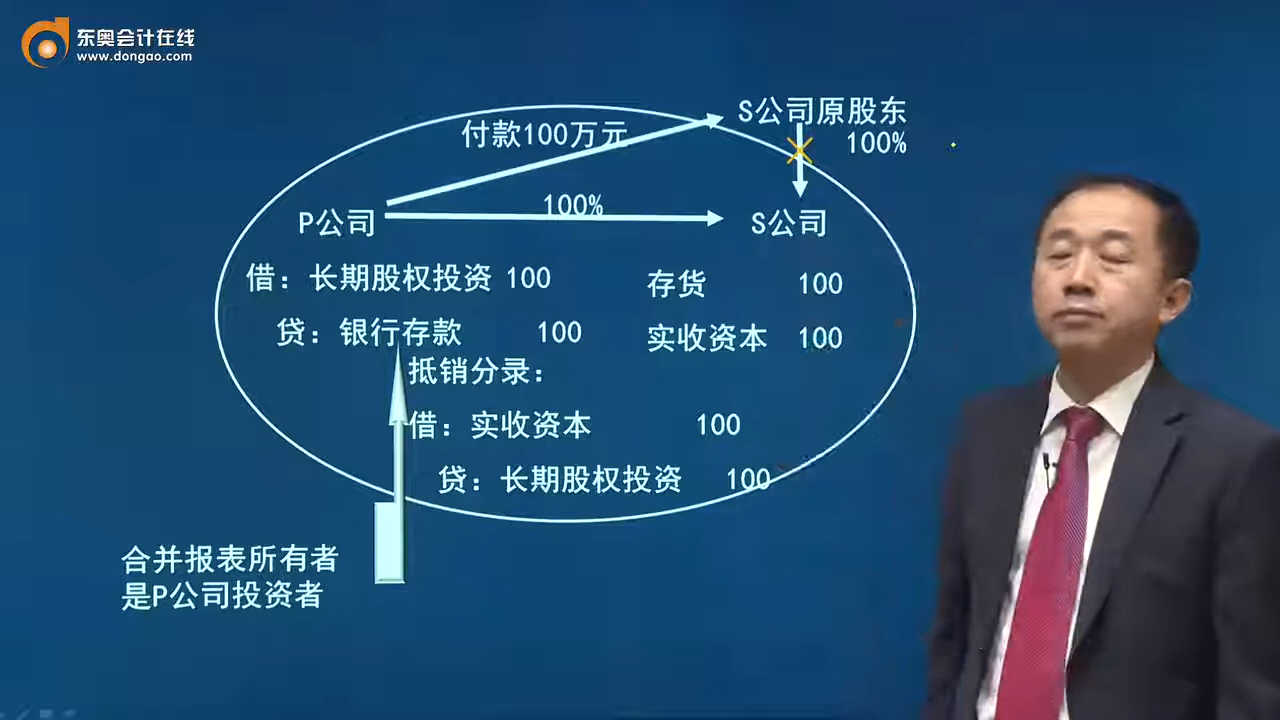 东奥会计在线
www.dongao.com
S公司原股东
付款100万元
100%
100%
P公司
S公司
借：长期股权投资 100
存货 100
贷：银行存款 100
实收资本 100
抵销分录：
借：实收资本 100
贷：长期股权投资 100
合并报表所有者
是P公司投资者